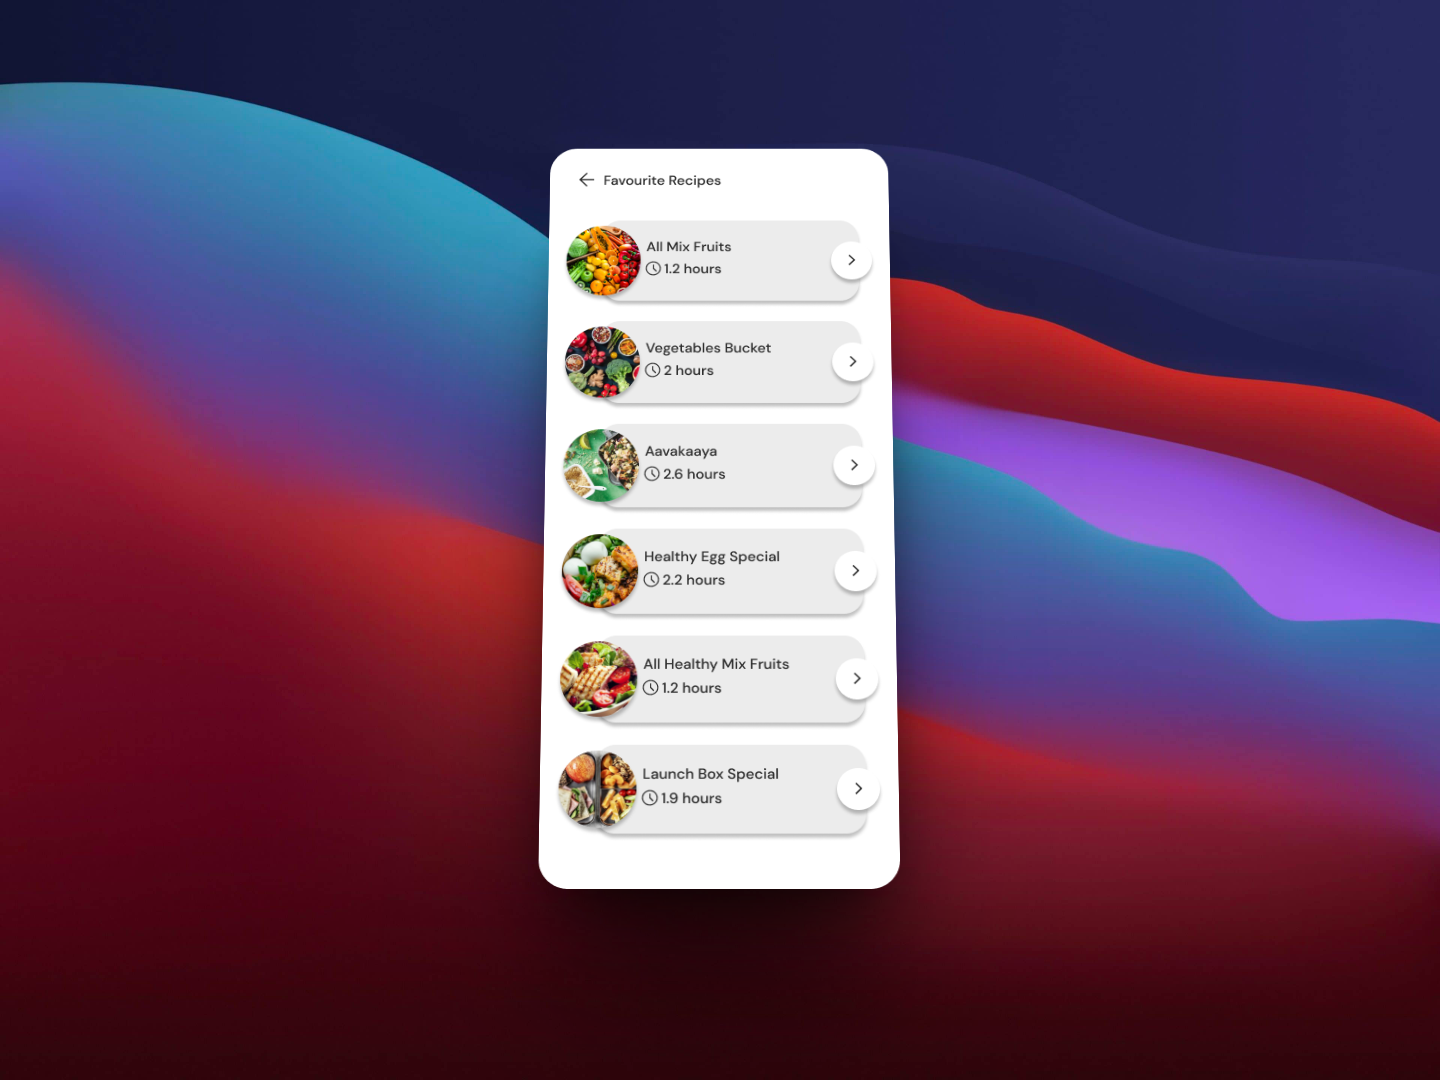 Favourite Recipes
All Mix Fruits
1.2 hours
Vegetables Bucket
2 hours
Aavakaaya
2.6 hours
Healthy Egg Special
2.2 hours
All Healthy Mix Fruits
1.2 hours
Launch Box Special
1.9 hours